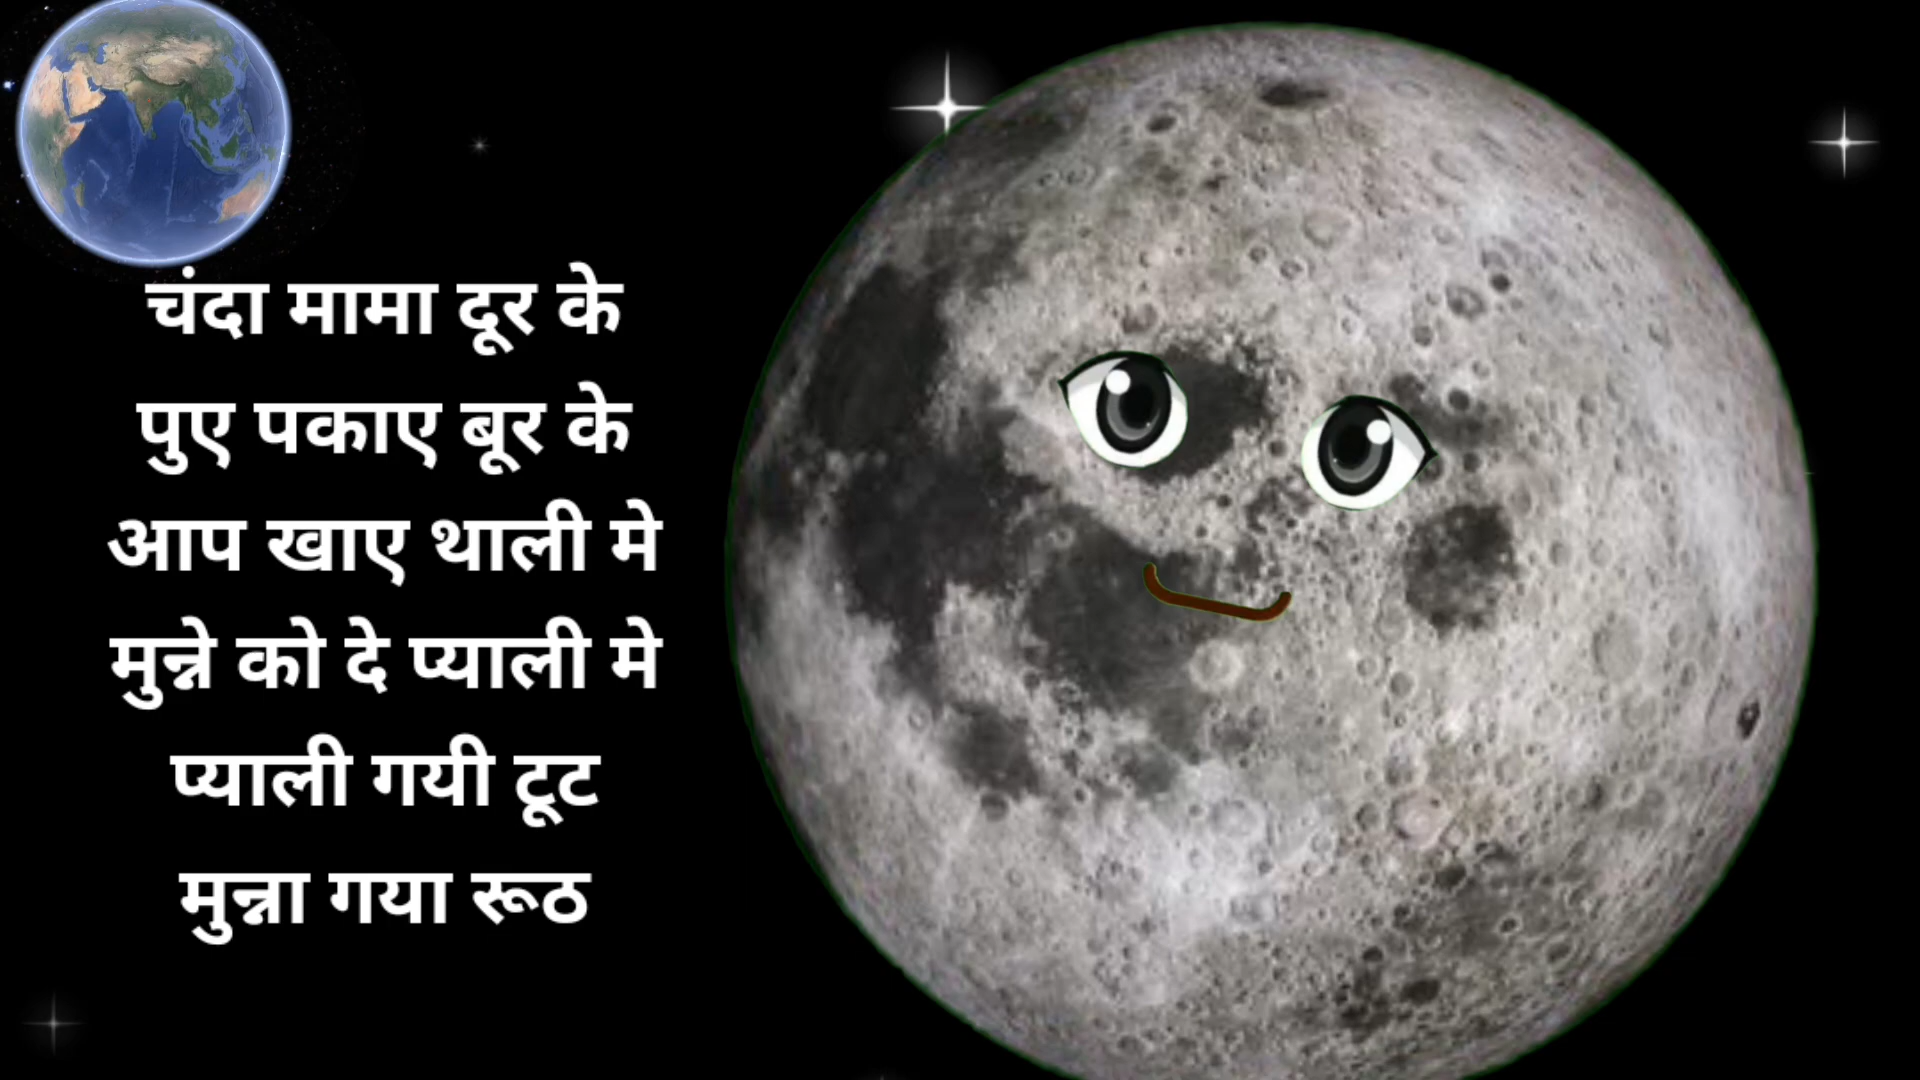 चंदा मामा दूर के
पुए पकाए बूर के
आप खाए थाली मे
मुन्ने को दे प्याली मे
प्याली गयी टूट
मुन्ना गया रूठ